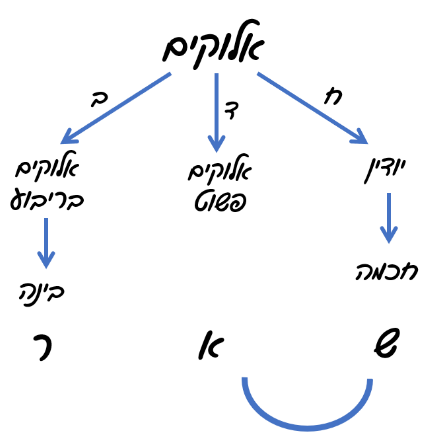 אלוקים
ח
ד
ב
יודין
אלוקים
פשוט
אלוקים
בריבוע
חכמה
בינה
ש
א
ר